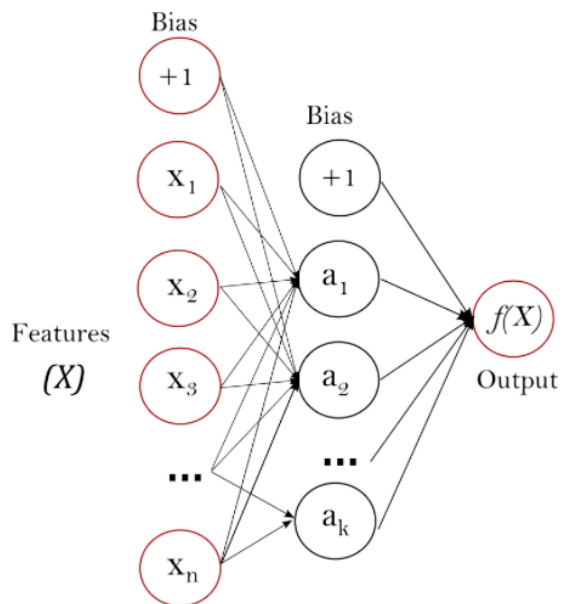 Bias
+1
x1
x2
Features
(X)
x3
...
xn
Bias
+1
a1
a2
...
ak
f(X)
Output